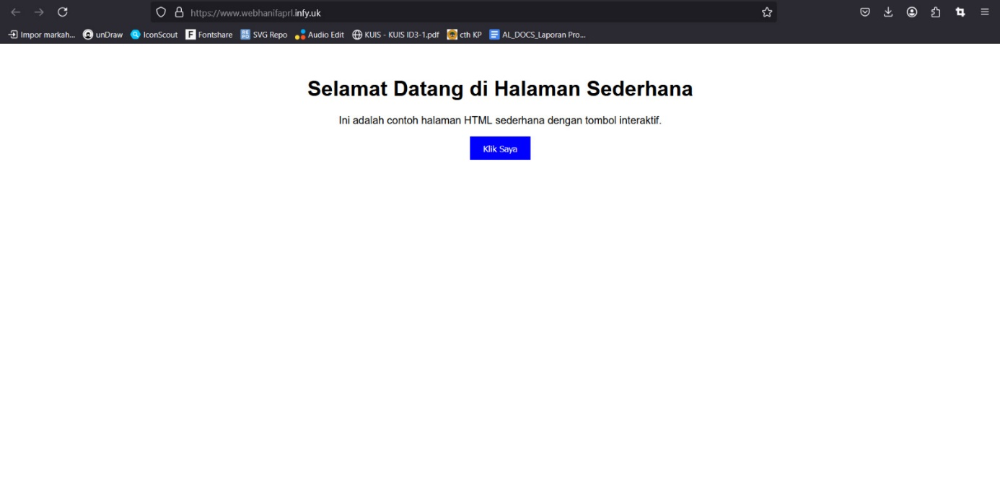 https://www.webhanifaprl.infy.uk
Impor markah... unDraw IconScout F Fontshare SVG Repo Audio Edit KUIS - KUIS ID3-1.pdf cth KP AL_DOCS_Laporan Pro...
Selamat Datang di Halaman Sederhana
Ini adalah contoh halaman HTML sederhana dengan tombol interaktif.
Klik Saya